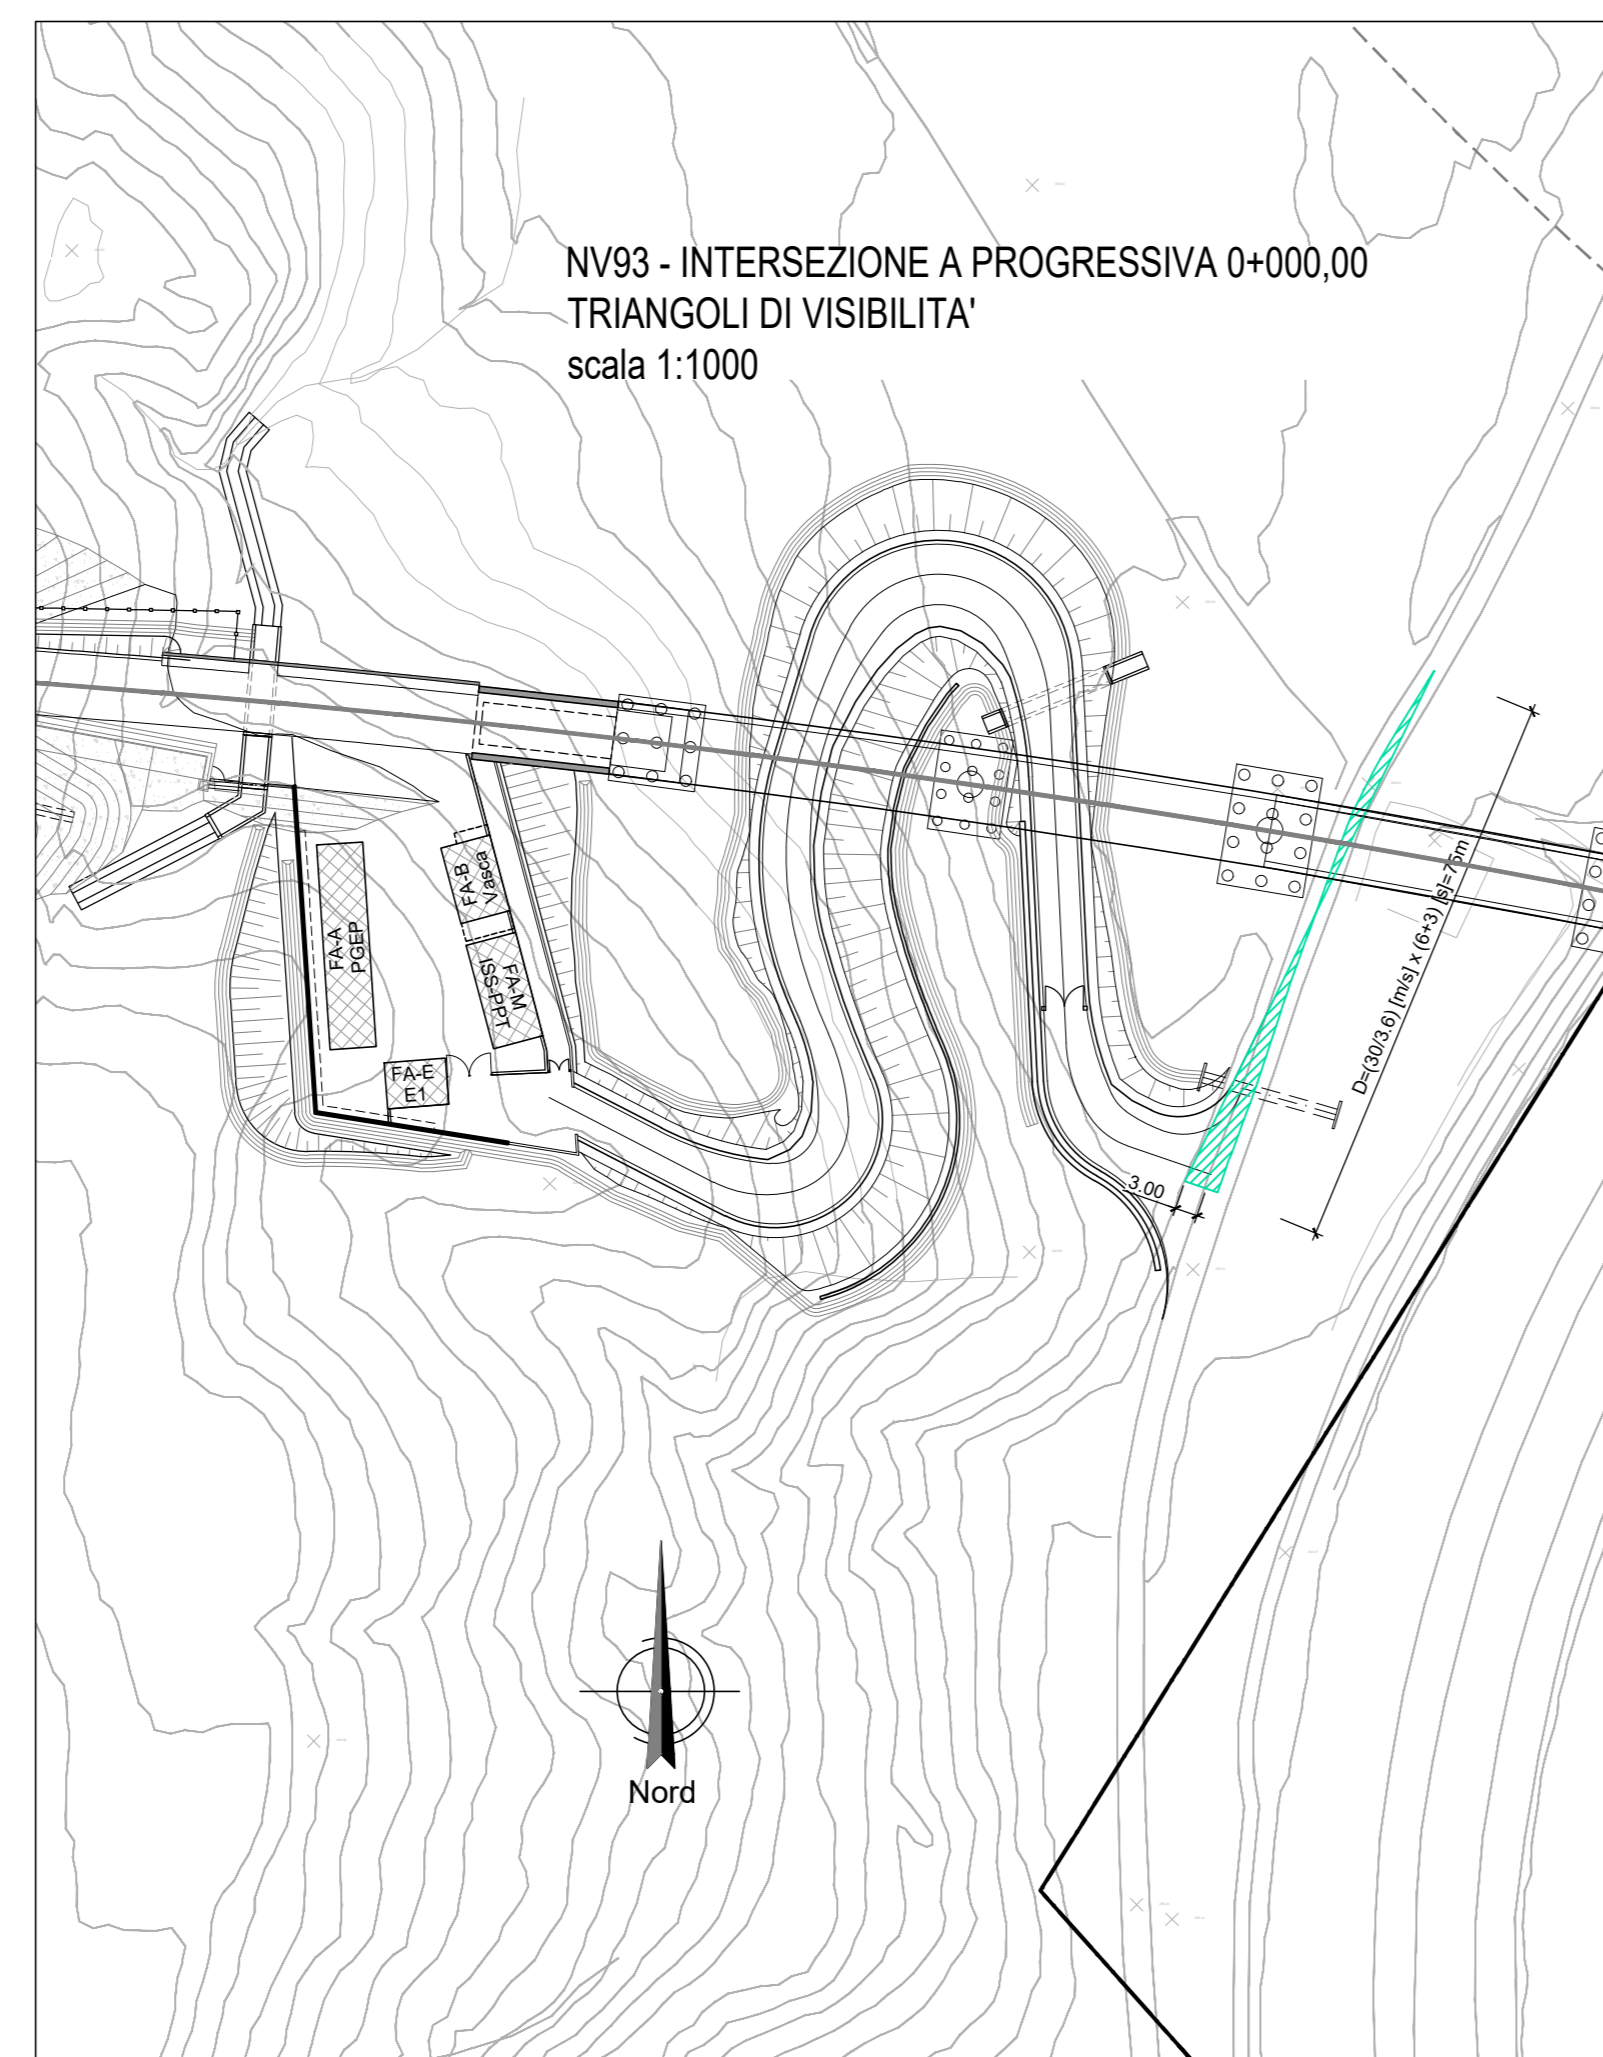 NV93 - INTERSEZIONE A PROGRESSIVA 0+000,00
TRIANGOLI DI VISIBILITA'
scala 1:1000
FA-A
PGEP
FA-B
Vasca
FA-M
ISS-PPT
FA-E
E1
D=(30/3.6) [m/s] x (6+3) [s]=75m
3.00
Nord